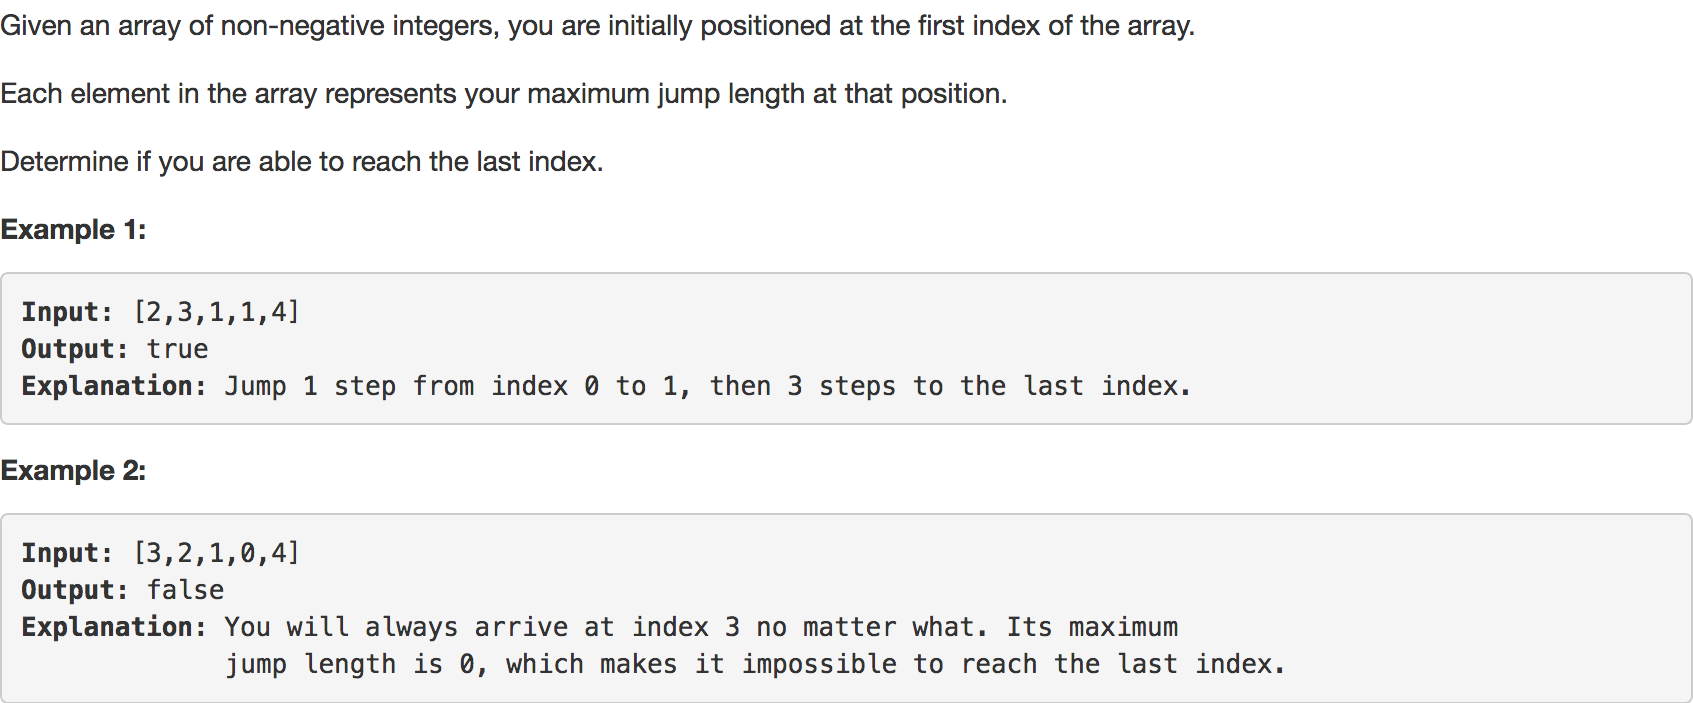 Given an array of non-negative integers, you are initially positioned at the first index of the array.
Each element in the array represents your maximum jump length at that position.
Determine if you are able to reach the last index.
Example 1:
Input: [2,3,1,1,4]
Output: true
Explanation: Jump 1 step from index 0 to 1, then 3 steps to the last index.
Example 2:
Input: [3,2,1,0,4]
Output: false
Explanation: You will always arrive at index 3 no matter what. Its maximum
jump length is 0, which makes it impossible to reach the last index.